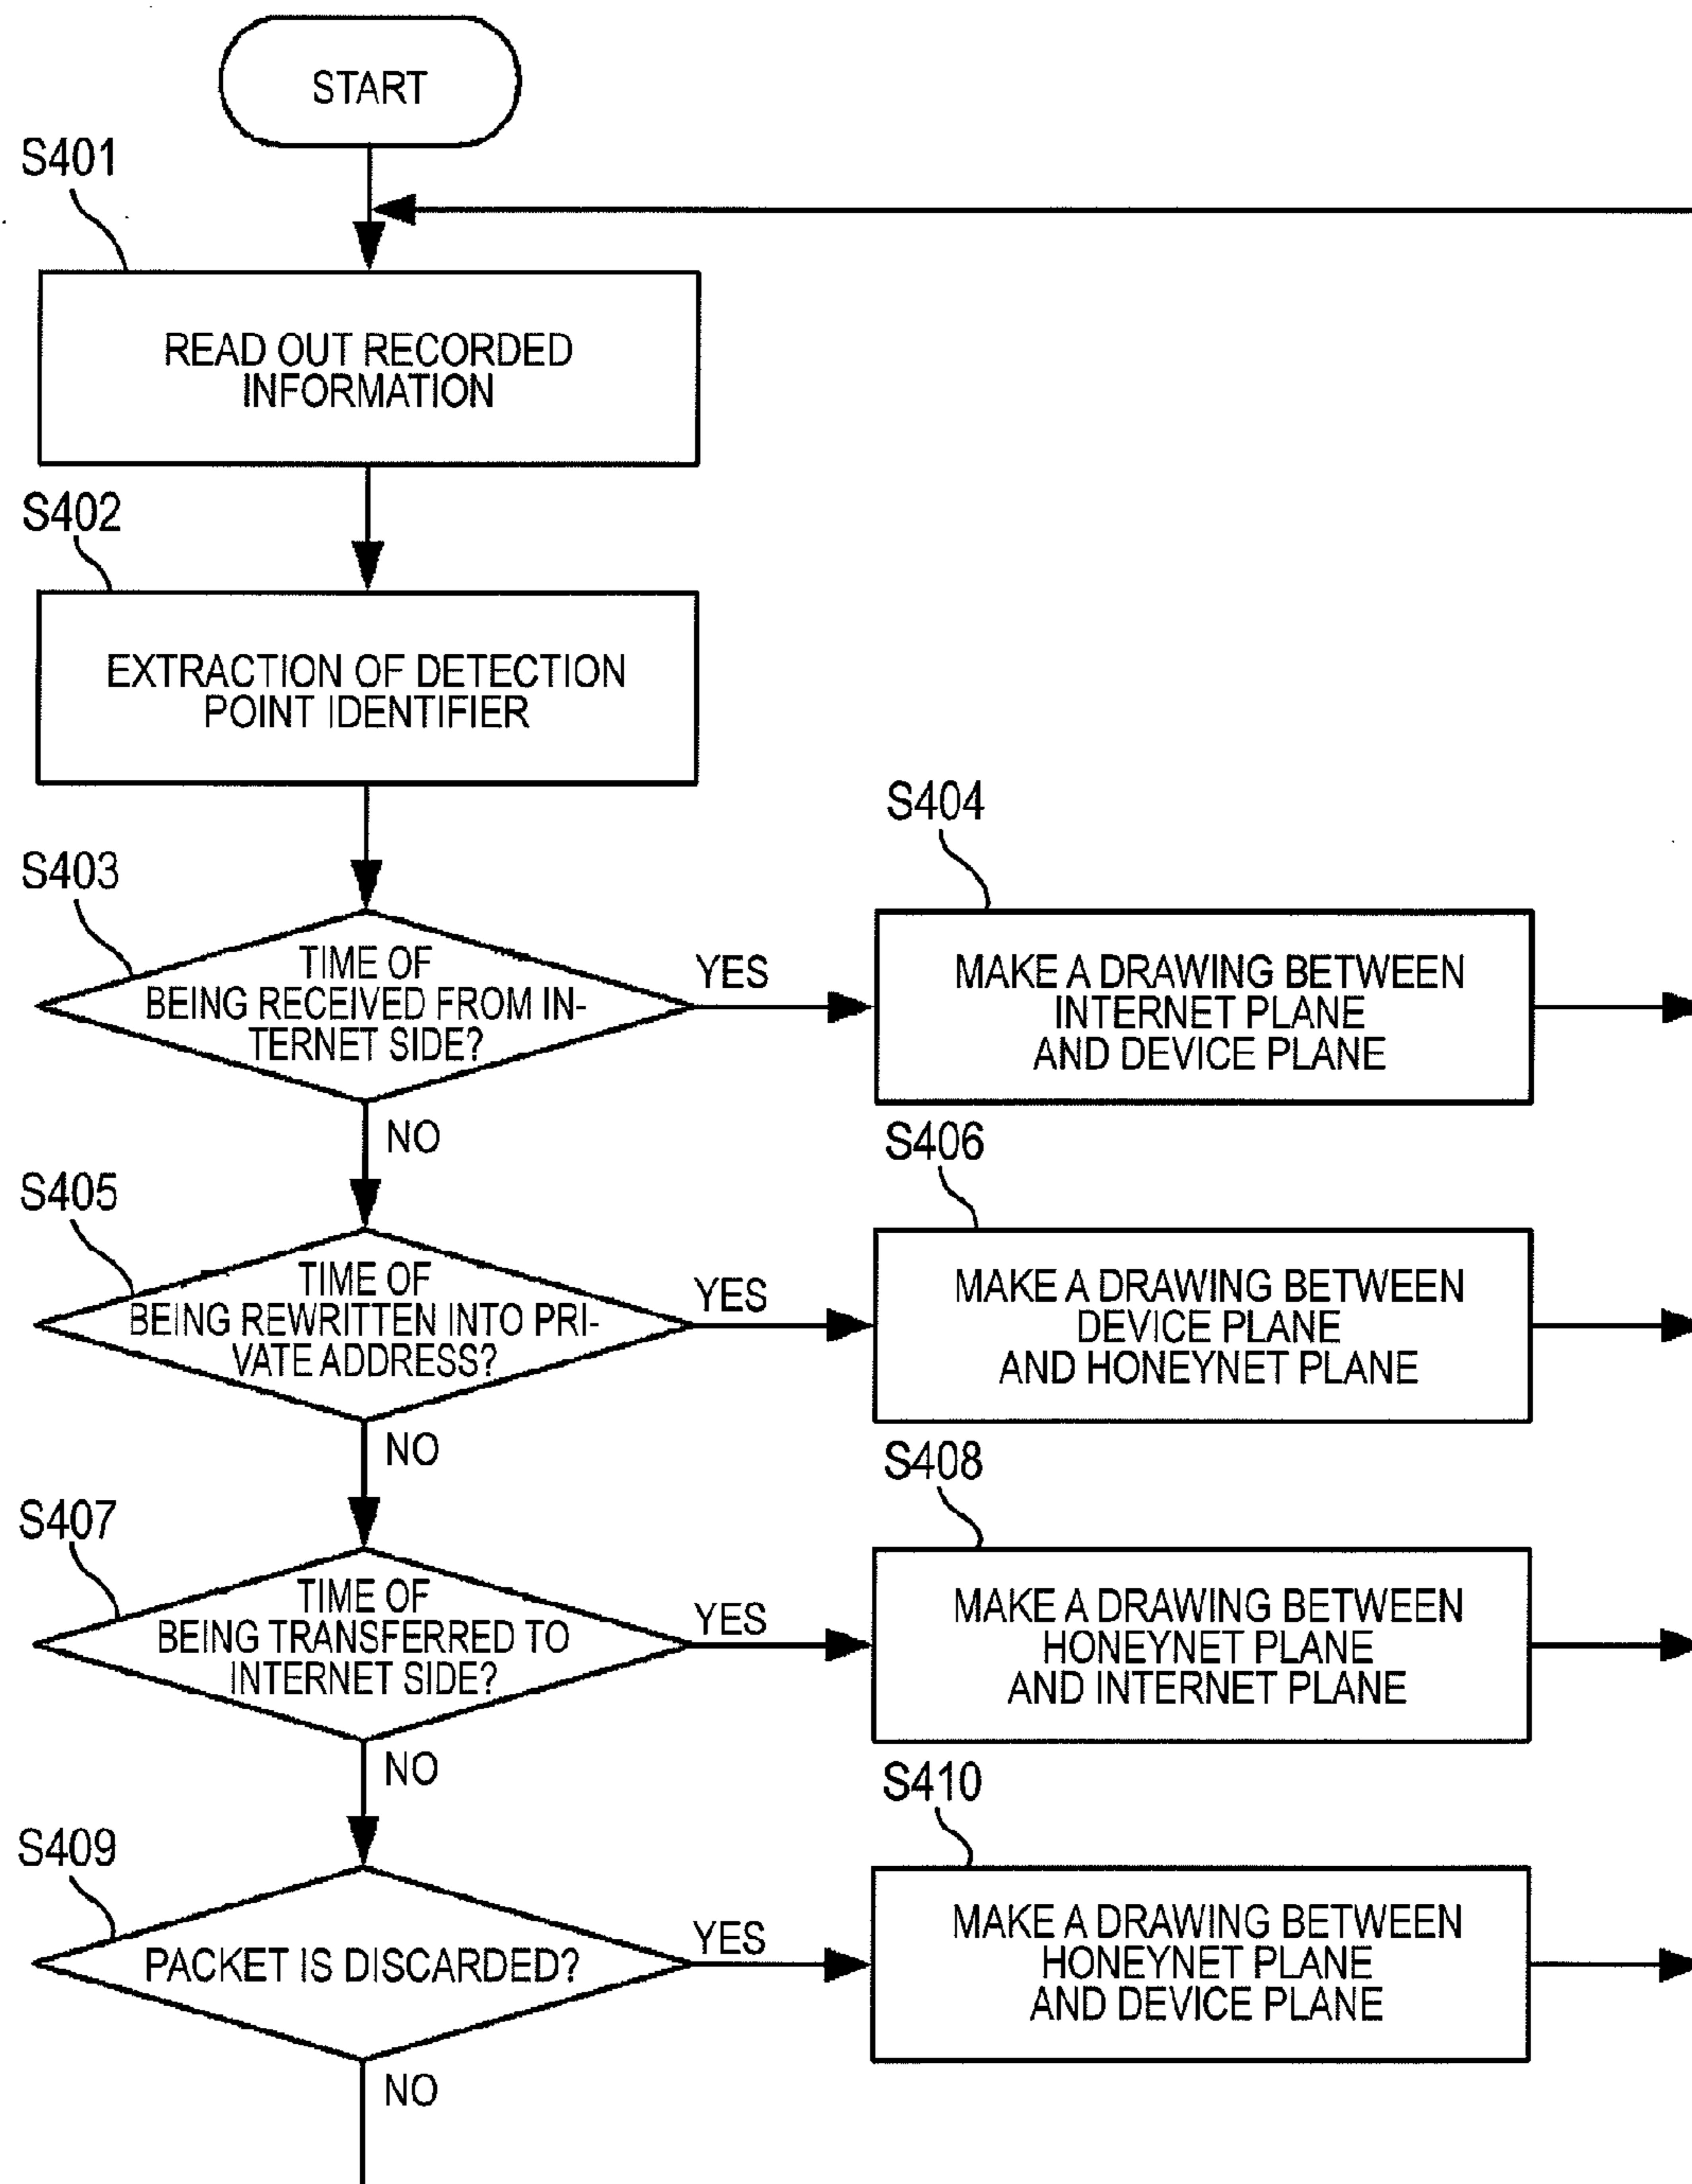 START
S401
READ OUT RECORDED
INFORMATION
S402
EXTRACTION OF DETECTION
POINT IDENTIFIER
S403
TIME OF
BEING RECEIVED FROM IN-
TERNET SIDE?
YES
NO
S404
MAKE A DRAWING BETWEEN
INTERNET PLANE
AND DEVICE PLANE
S405
TIME OF
BEING REWRITTEN INTO PRI-
VATE ADDRESS?
YES
NO
S406
MAKE A DRAWING BETWEEN
DEVICE PLANE
AND HONEYNET PLANE
S407
TIME OF
BEING TRANSFERRED TO
INTERNET SIDE?
YES
NO
S408
MAKE A DRAWING BETWEEN
HONEYNET PLANE
AND INTERNET PLANE
S409
PACKET IS DISCARDED?
YES
NO
S410
MAKE A DRAWING BETWEEN
HONEYNET PLANE
AND DEVICE PLANE